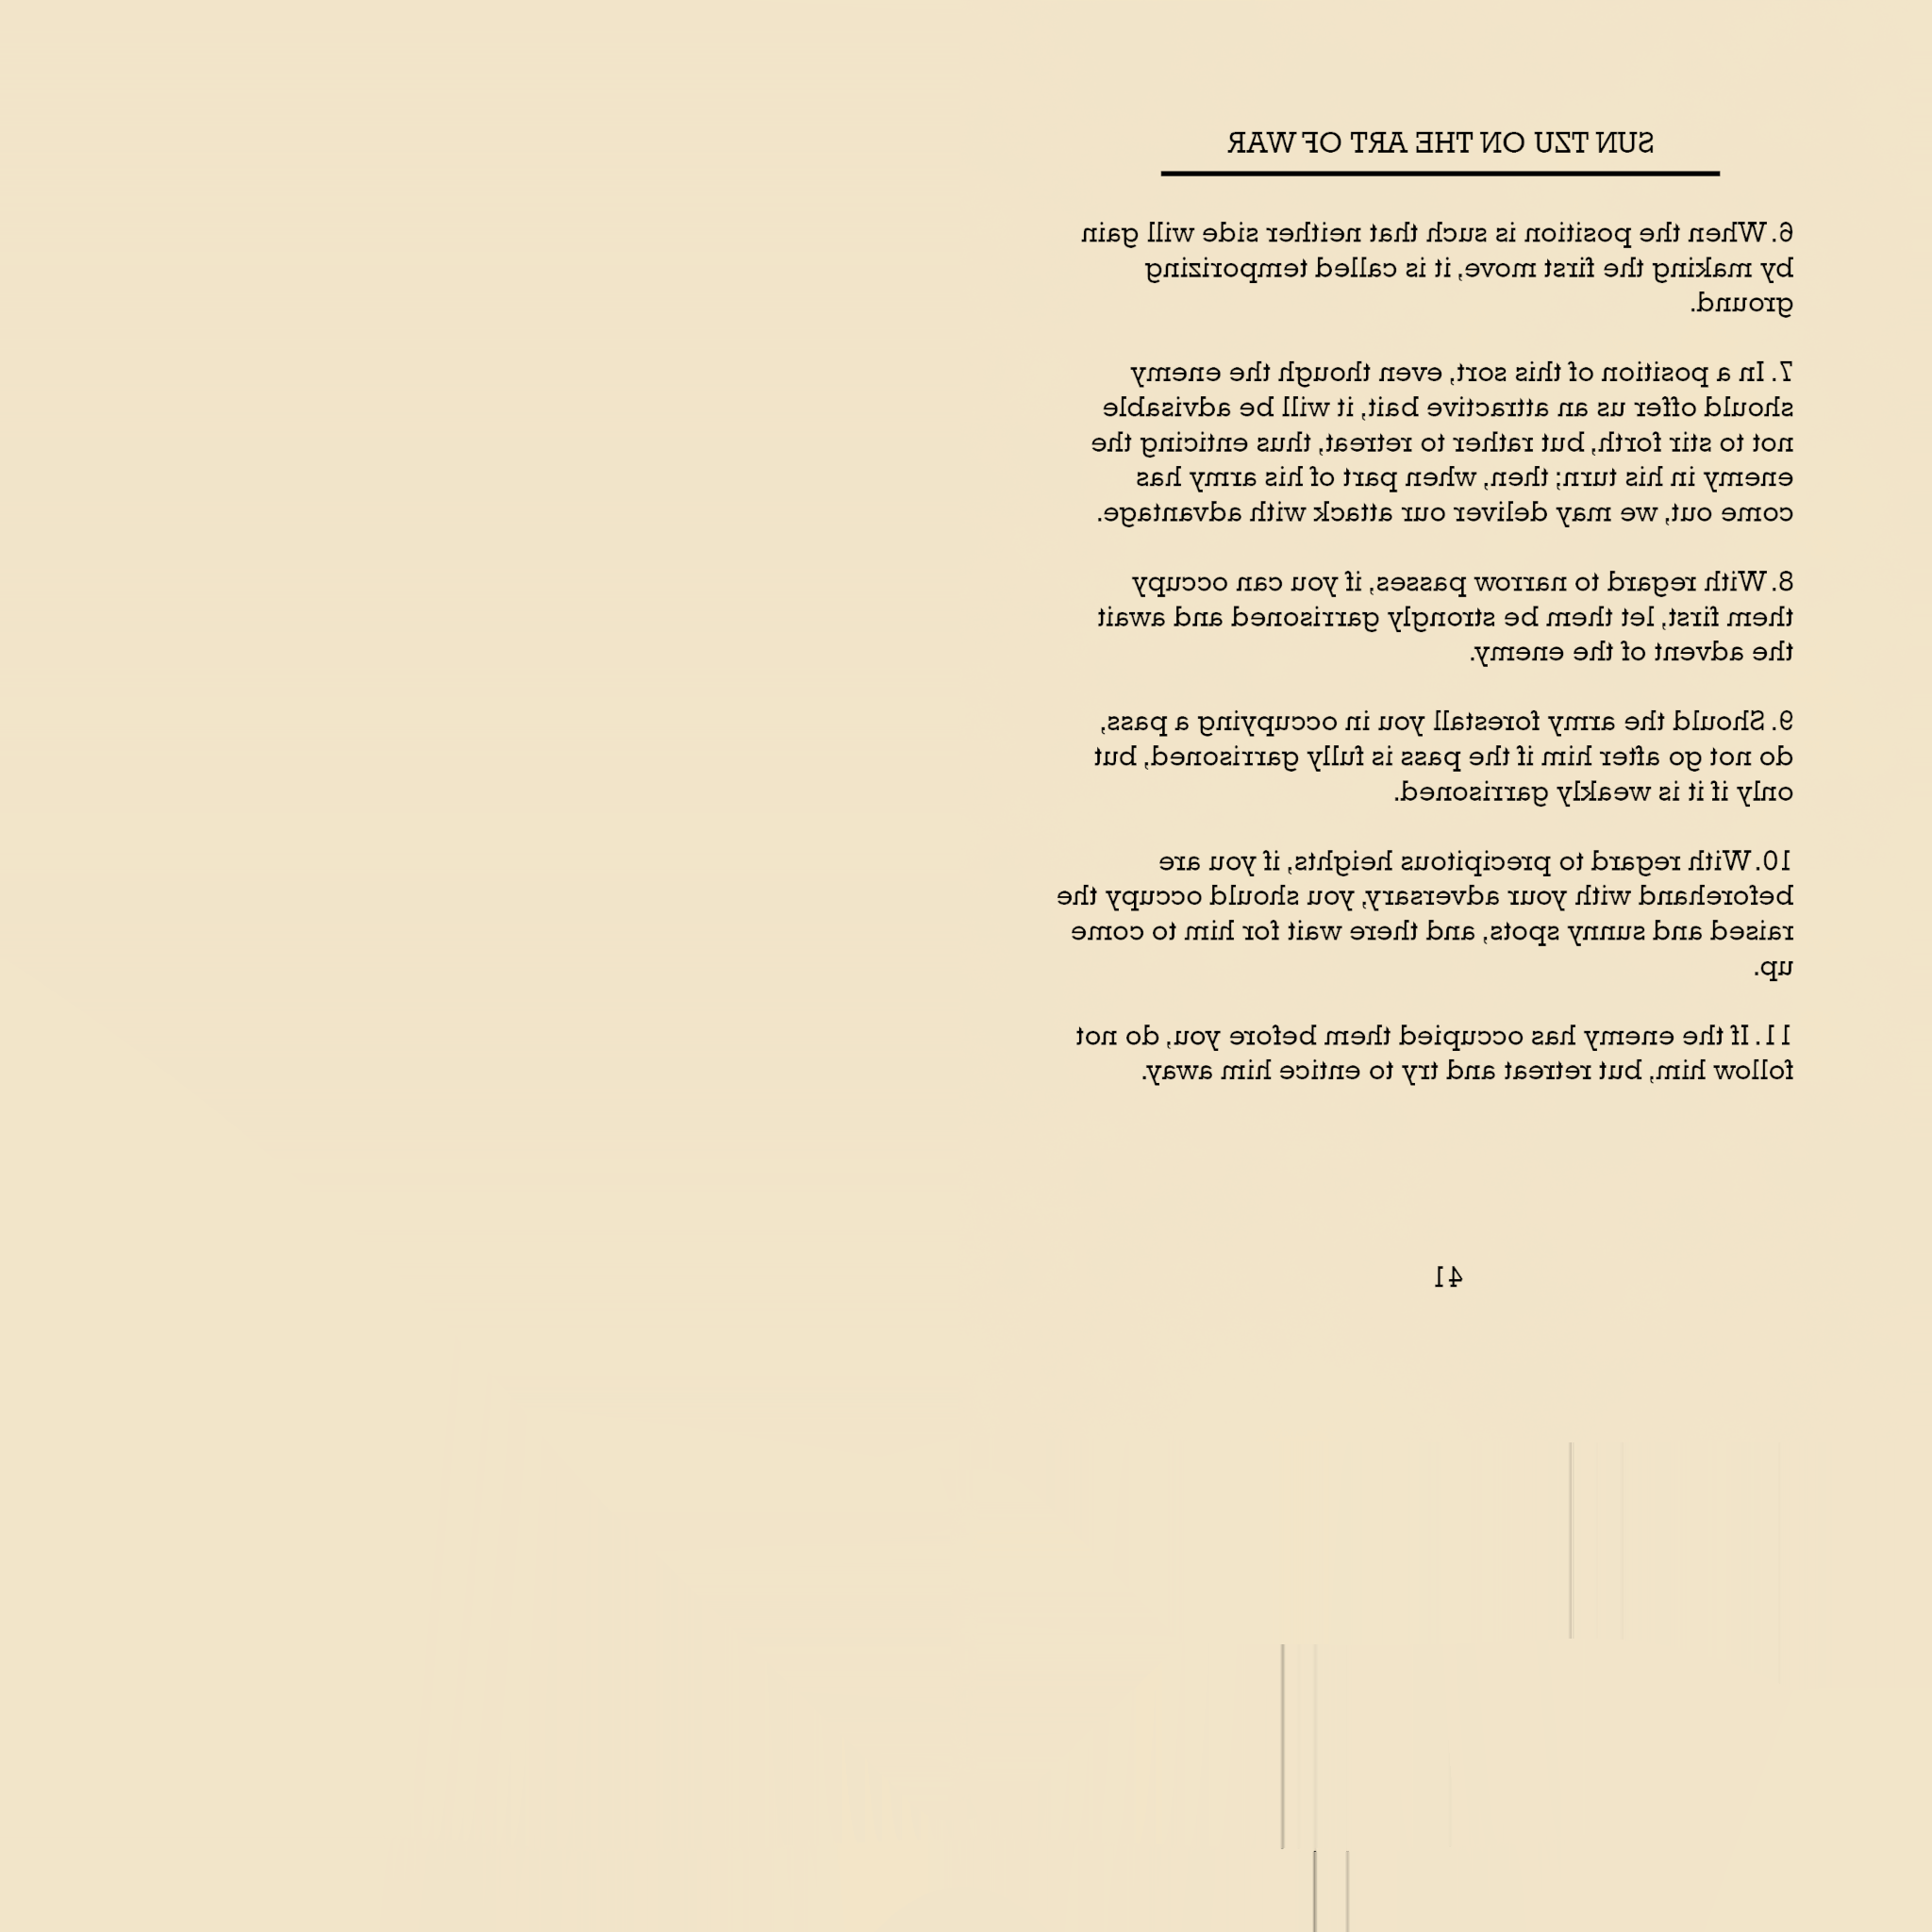 SUN TZU ON THE ART OF WAR
6. When the position is such that neither side will gain
by making the first move, it is called temporizing
ground.
7. In a position of this sort, even though the enemy
should offer us an attractive bait, it will be advisable
not to stir forth, but rather to retreat, thus enticing the
enemy in his turn; then, when part of his army has
come out, we may deliver our attack with advantage.
8. With regard to narrow passes, if you can occupy
them first, let them be strongly garrisoned and await
the advent of the enemy.
9. Should the army forestall you in occupying a pass,
do not go after him if the pass is fully garrisoned, but
only if it is weakly garrisoned.
10. With regard to precipitous heights, if you are
beforehand with your adversary, you should occupy the
raised and sunny spots, and there wait for him to come
up.
11. If the enemy has occupied them before you, do not
follow him, but retreat and try to entice him away.
41